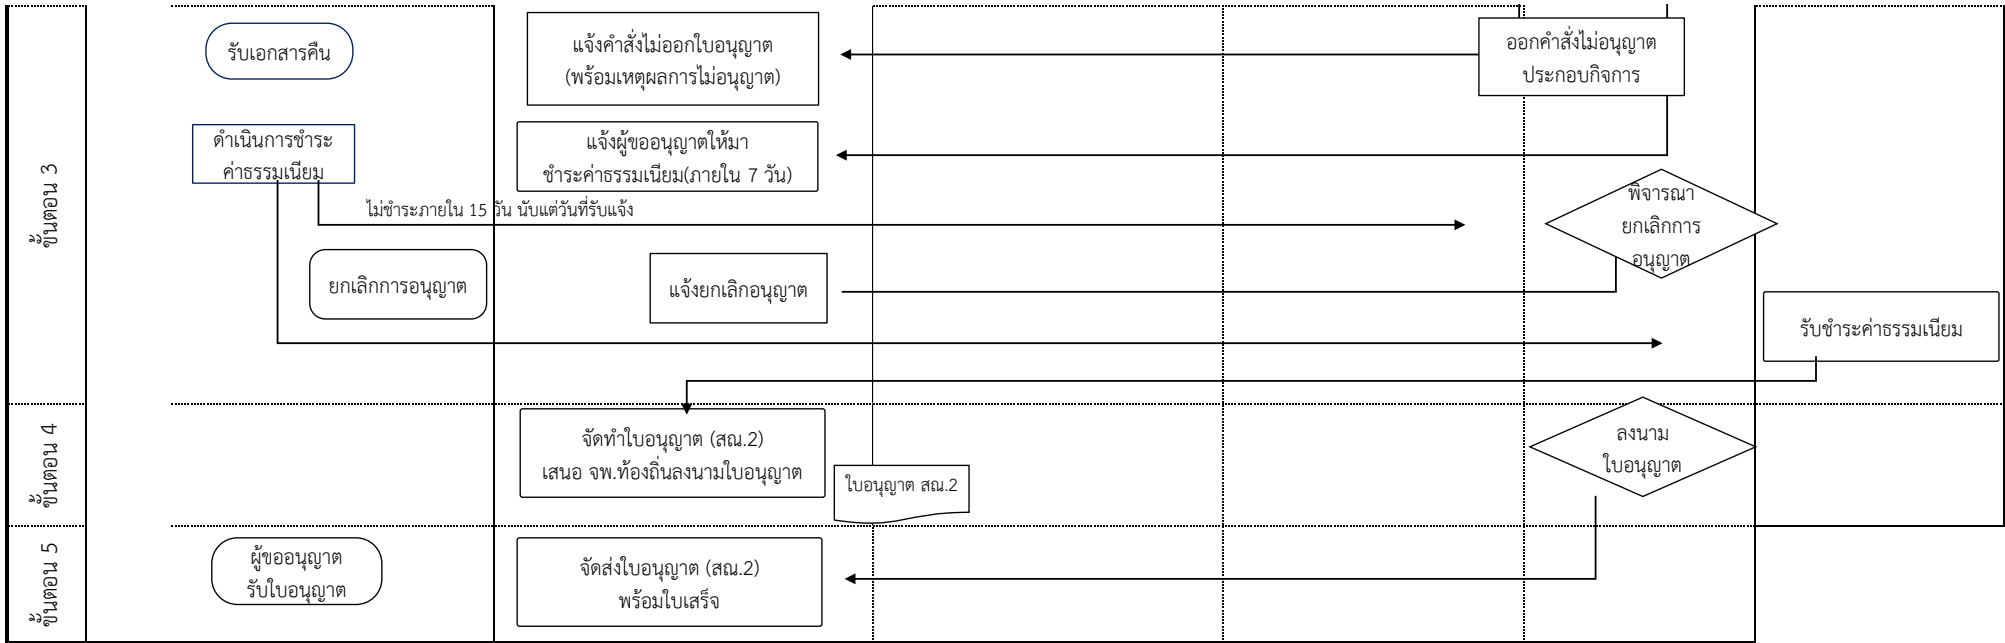 ขั้นตอน 3
รับเอกสารคืน
แจ้งคำสั่งไม่ออกใบอนุญาต
(พร้อมเหตุผลการไม่อนุญาต)
ออกคำสั่งไม่อนุญาต
ประกอบกิจการ
ดำเนินการชำระ
ค่าธรรมเนียม
แจ้งผู้ขออนุญาตให้มา
ชำระค่าธรรมเนียม(ภายใน 7 วัน)
ไม่ชำระภายใน 15 วัน นับแต่วันที่รับแจ้ง
พิจารณา
ยกเลิกการ
อนุญาต
ยกเลิกการอนุญาต
แจ้งยกเลิกอนุญาต
รับชำระค่าธรรมเนียม
ขั้นตอน 4
จัดทำใบอนุญาต (สณ.2)
เสนอ จพ.ท้องถิ่นลงนามใบอนุญาต
ใบอนุญาต สณ.2
ลงนาม
ใบอนุญาต
ขั้นตอน 5
ผู้ขออนุญาต
รับใบอนุญาต
จัดส่งใบอนุญาต (สณ.2)
พร้อมใบเสร็จ